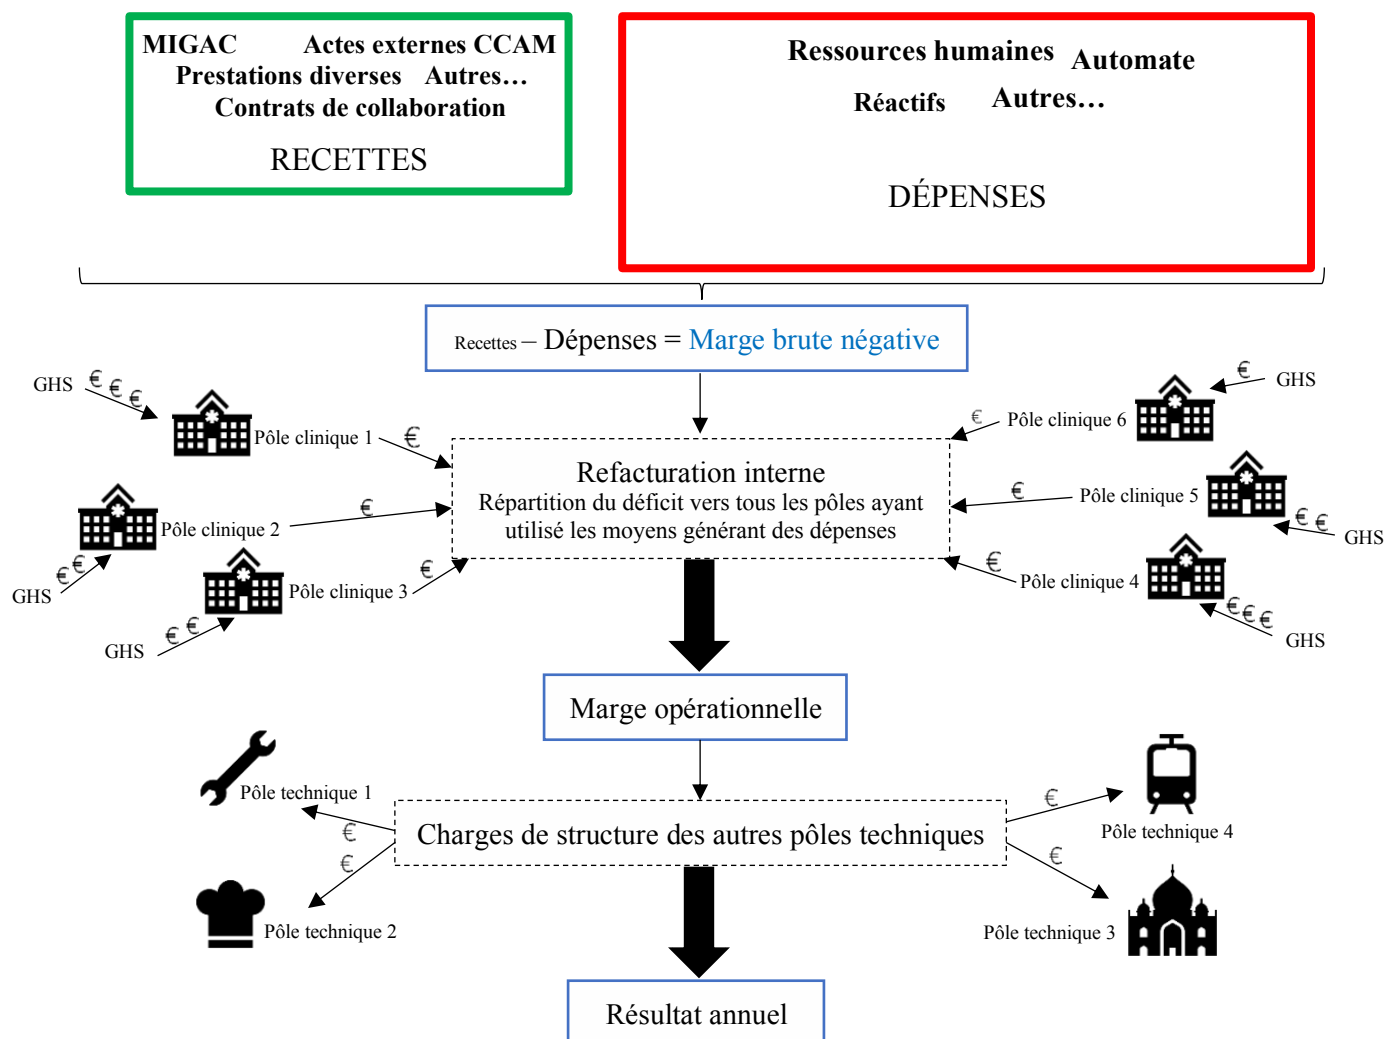 MIGAC Actes externes CCAM
Prestations diverses Autres…
Contrats de collaboration
RECETTES
Ressources humaines Automate
Réactifs Autres…
DÉPENSES
Recettes – Dépenses = Marge brute négative
GHS € € €
Pôle clinique 1 €
Pôle clinique 2 €
GHS € €
Pôle clinique 3 €
GHS € €
€ GHS
€ Pôle clinique 6
€ Pôle clinique 5
€ € GHS
€ Pôle clinique 4
€ € € GHS
Refacturation interne
Répartition du déficit vers tous les pôles ayant
utilisé les moyens générant des dépenses
Marge opérationnelle
Pôle technique 1
€
Charges de structure des autres pôles techniques
€
Pôle technique 4
€
Pôle technique 2
€
Pôle technique 3
Résultat annuel